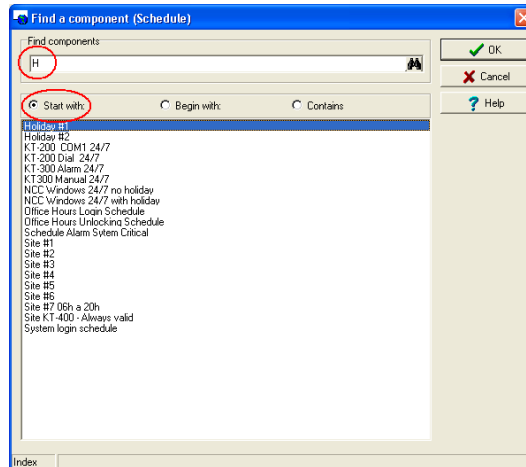 Find a component (Schedule)
Find components
H
OK
Cancel
Help
Start with: Begin with: Contains
Holiday #1
Holiday #2
KT-200 COM1 24/7
KT-200 Dial 24/7
KT-300 Alarm 24/7
KT300 Manual 24/7
NCC Windows 24/7 no holiday
NCC Windows 24/7 with holiday
Office Hours Login Schedule
Office Hours Unlocking Schedule
Schedule Alarm Sytem Critical
Site #1
Site #2
Site #3
Site #4
Site #5
Site #6
Site #7 06h a 20h
Site KT-400 - Always valid
System login schedule
Index